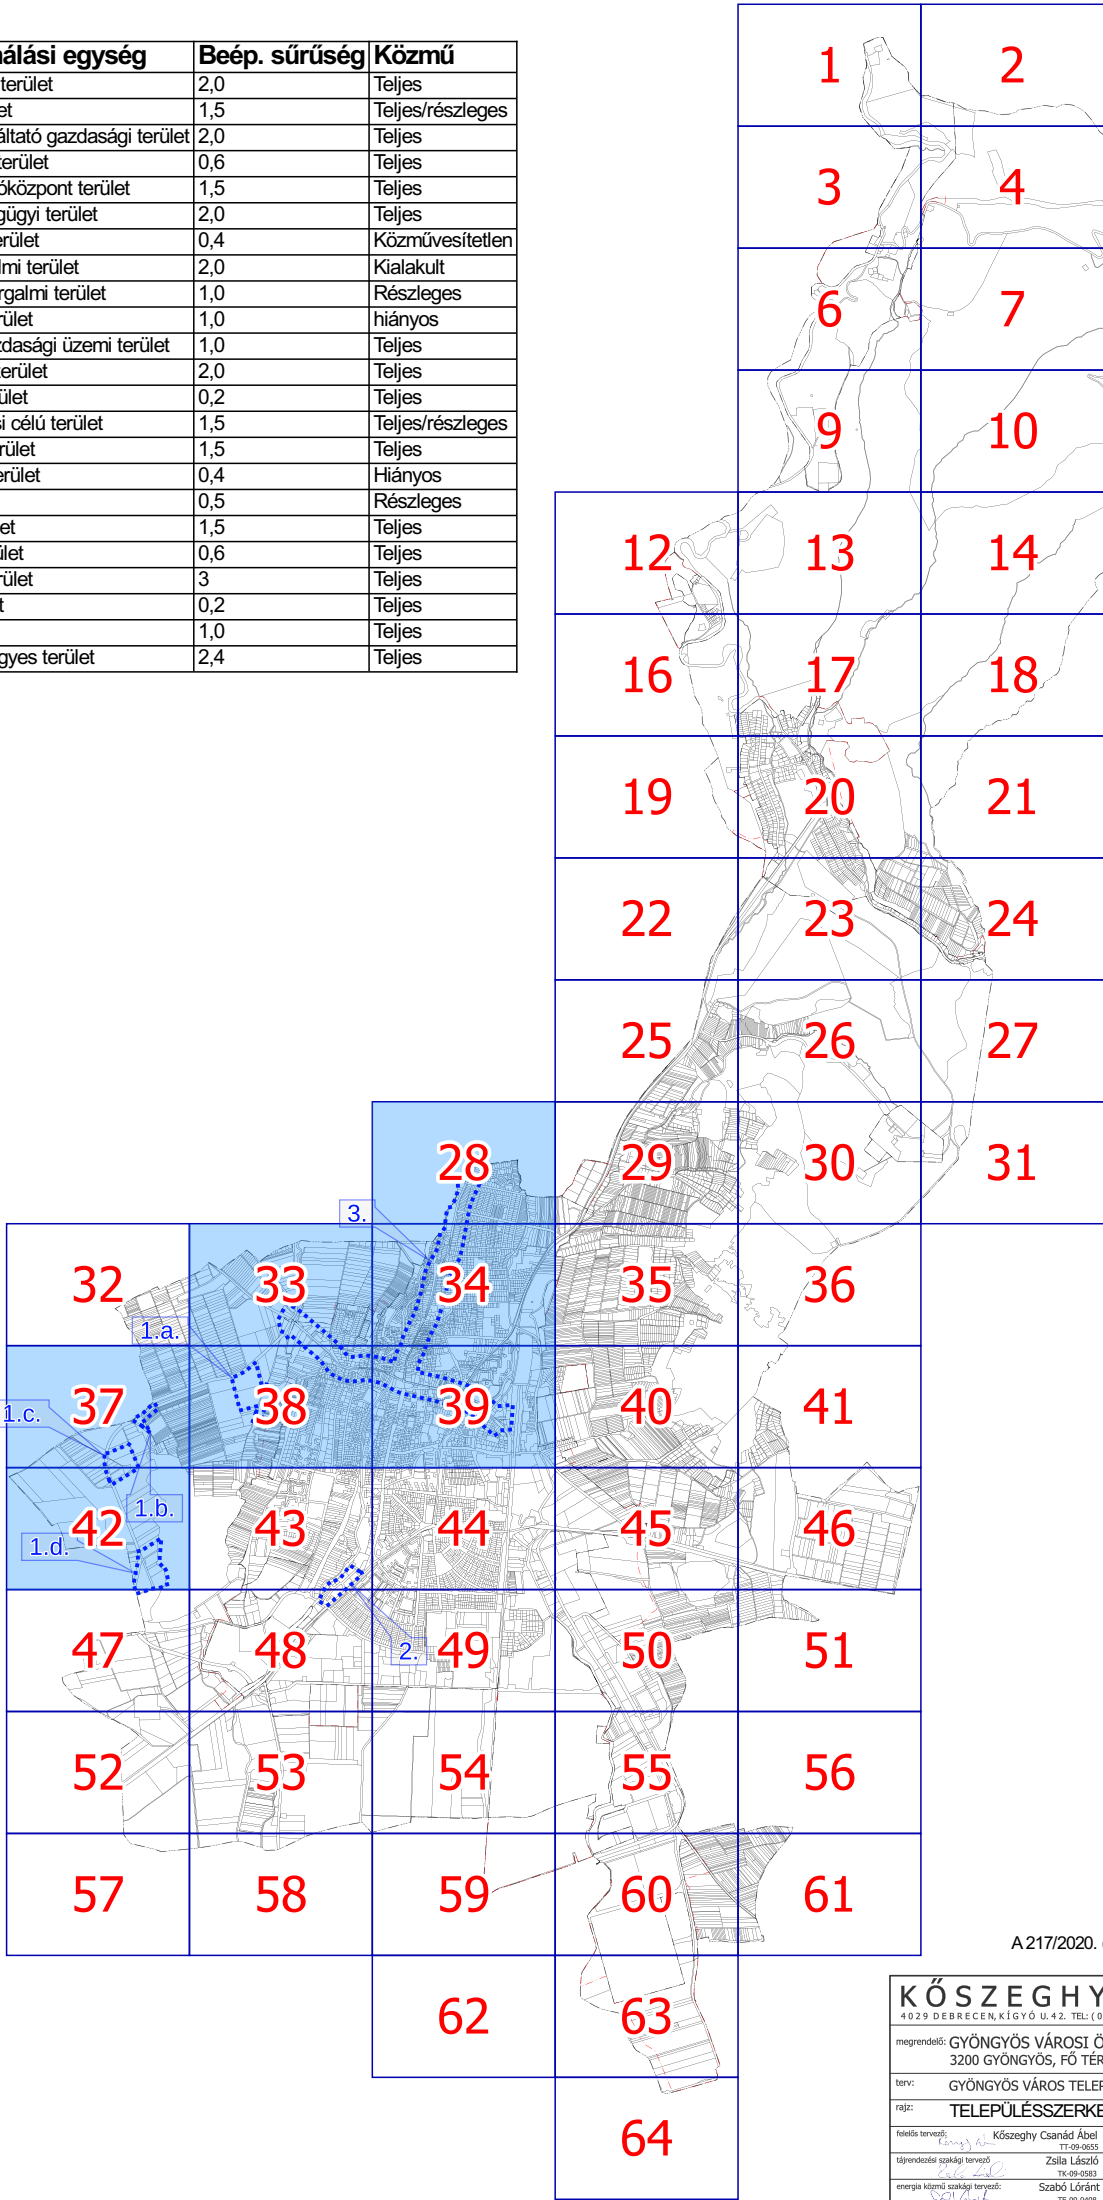 nálási egység Beép. sűrűség Közmű
terület 2,0 Teljes
et 1,5 Teljes/részleges
áltató gazdasági terület 2,0 Teljes
terület 0,6 Teljes
óközpont terület 1,5 Teljes
gügyi terület 2,0 Teljes
erület 0,4 Közművesítetlen
lmi terület 2,0 Kialakult
rgalmi terület 1,0 Részleges
rület 1,0 hiányos
zdasági üzemi terület 1,0 Teljes
terület 2,0 Teljes
ület 0,2 Teljes
si célú terület 1,5 Teljes/részleges
rület 1,5 Teljes
erület 0,4 Hiányos
0,5 Részleges
et 1,5 Teljes
ület 0,6 Teljes
rület 3 Teljes
t 0,2 Teljes
1,0 Teljes
gyes terület 2,4 Teljes
1 2
3 4
6 7
9 10
12 13 14
16 17 18
19 20 21
22 23 24
25 26 27
28 29 30 31
3.
32 33 34 35 36
1.a.
37 38 39 40 41
1.c.
1.b.
42 43 44 45 46
1.d.
47 48 49 50 51
2.
52 53 54 55 56
57 58 59 60 61
62 63
64
A 217/2020.
KŐSZEGHY
4029 DEBRECEN, KÍGYÓ U. 42. TEL: (0
megrendelő: GYÖNGYÖS VÁROSI Ö
3200 GYÖNGYÖS, FŐ TÉR
terv: GYÖNGYÖS VÁROS TELEP
rajz: TELEPÜLÉSSZERKE
felelős tervező: Kőszeghy Csanád Ábel
TT-09-0655
tájrendezési szakági tervező Zsila László
TK-09-0583
energia közmű szakági tervező: Szabó Lóránt
TE-09-0408